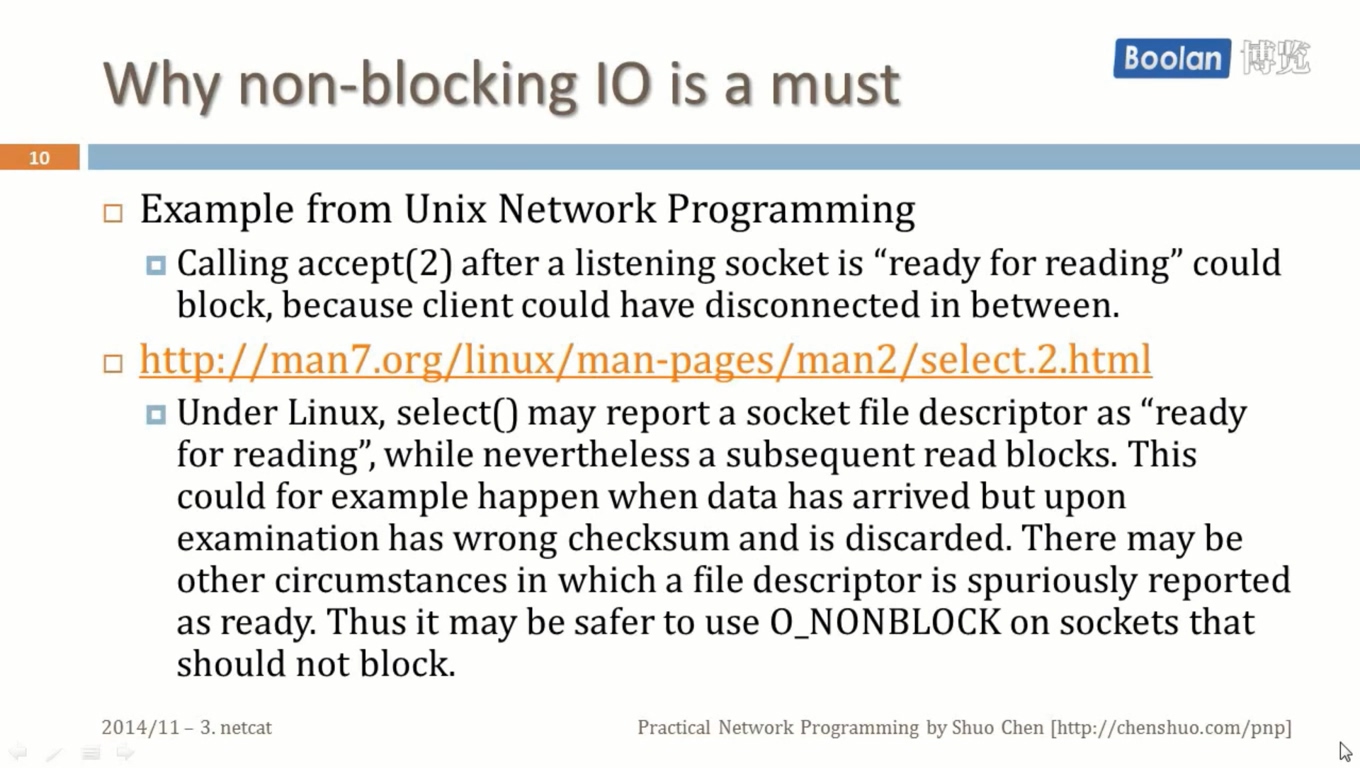 Why non-blocking IO is a must
Boolan 博览
10
Example from Unix Network Programming
Calling accept(2) after a listening socket is “ready for reading” could
block, because client could have disconnected in between.
http://man7.org/linux/man-pages/man2/select.2.html
Under Linux, select() may report a socket file descriptor as “ready
for reading”, while nevertheless a subsequent read blocks. This
could for example happen when data has arrived but upon
examination has wrong checksum and is discarded. There may be
other circumstances in which a file descriptor is spuriously reported
as ready. Thus it may be safer to use O_NONBLOCK on sockets that
should not block.
2014/11 – 3. netcat
Practical Network Programming by Shuo Chen [http://chenshuo.com/pnp]